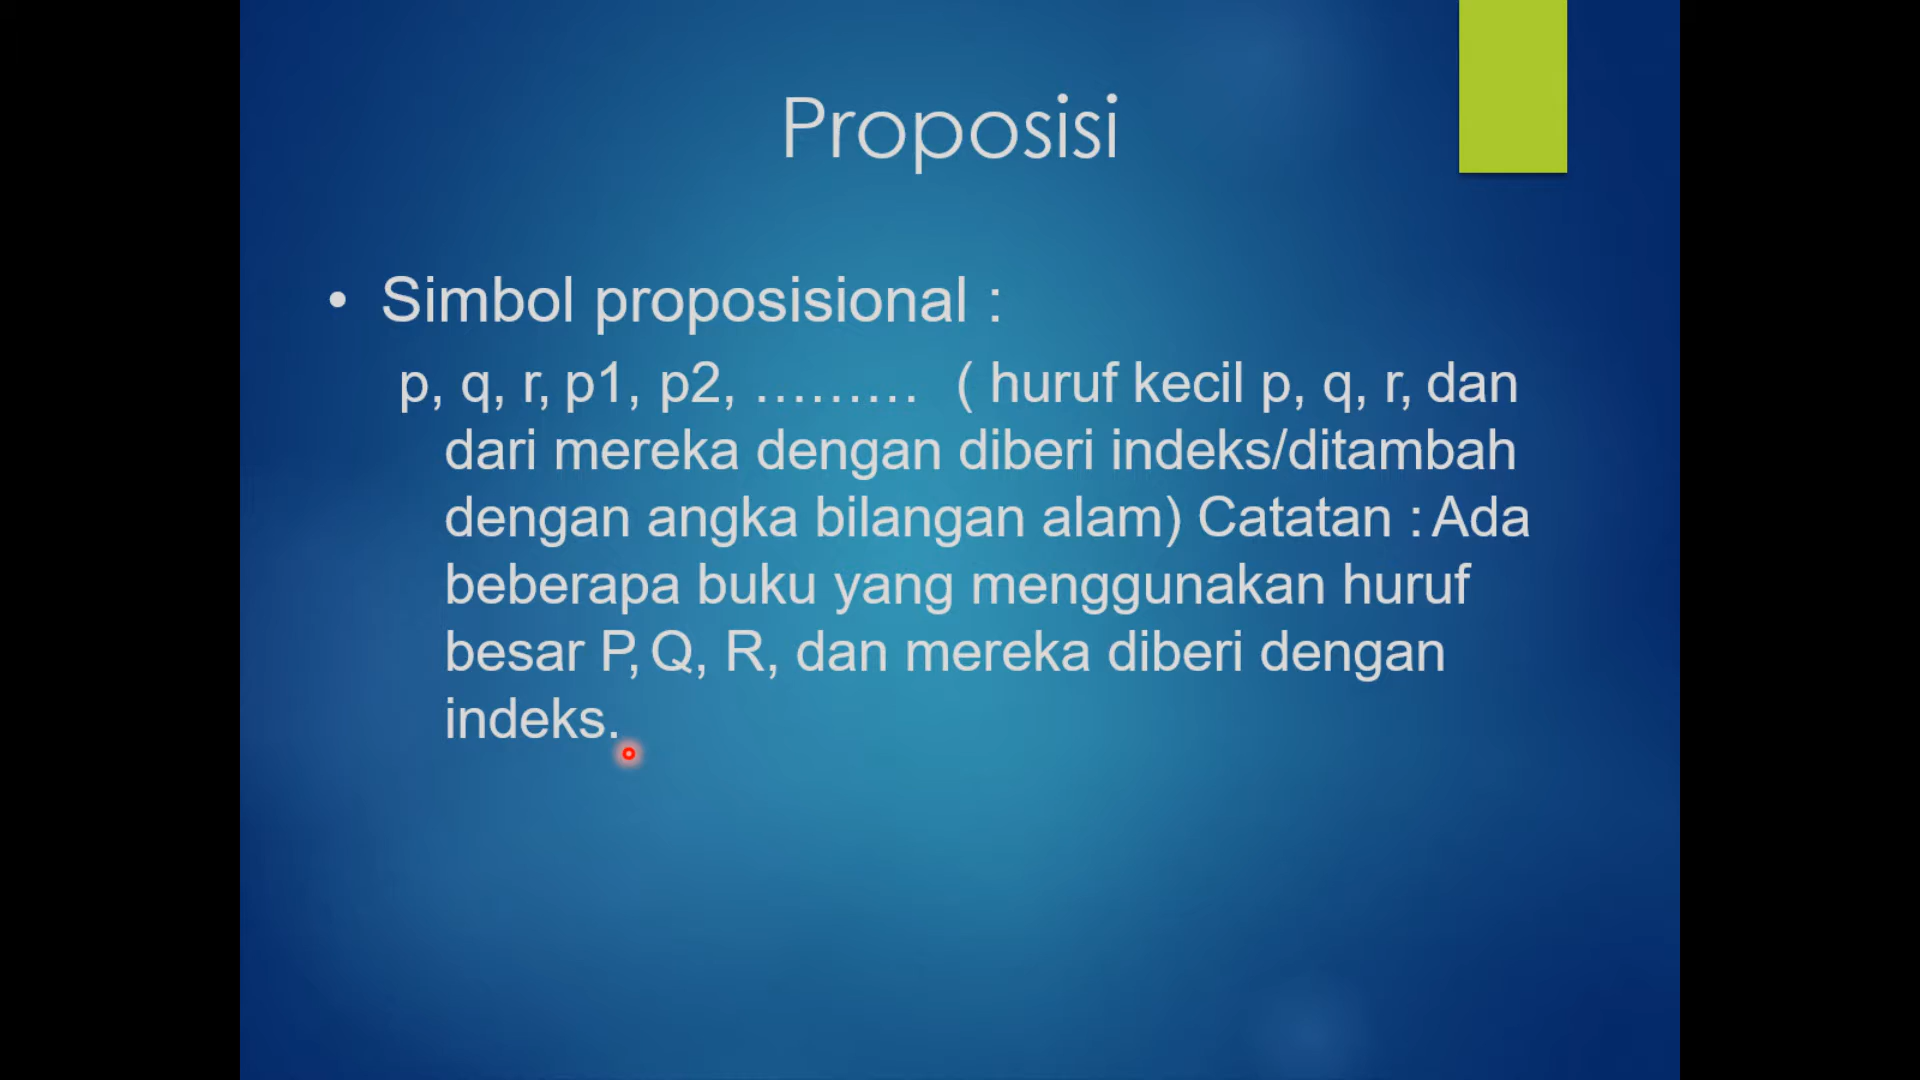 Proposisi
• Simbol proposisional :
p, q, r, p1, p2, ......... ( huruf kecil p, q, r, dan
dari mereka dengan diberi indeks/ditambah
dengan angka bilangan alam) Catatan : Ada
beberapa buku yang menggunakan huruf
besar P, Q, R, dan mereka diberi dengan
indeks.